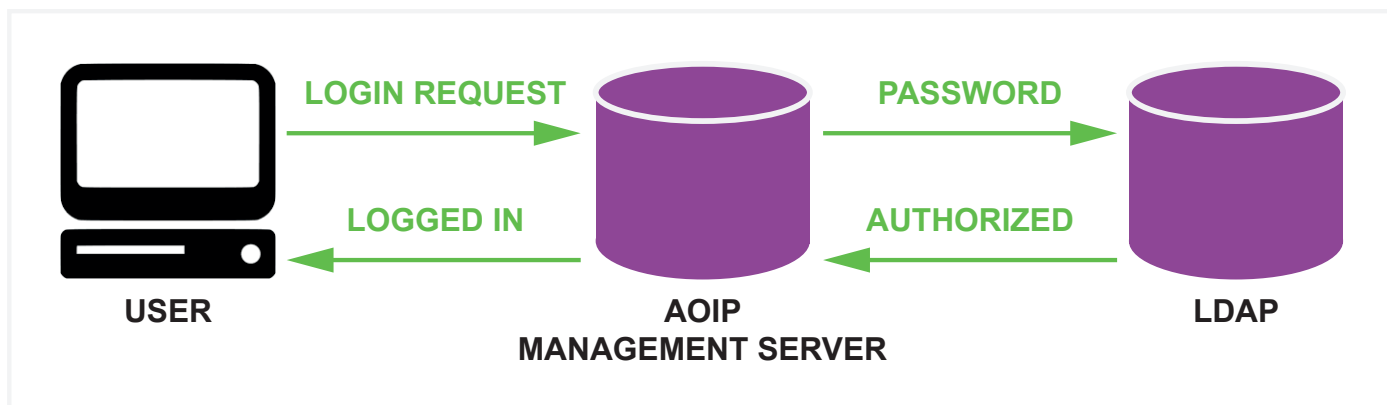 LOGIN REQUEST
PASSWORD
LOGGED IN
AUTHORIZED
USER
AOIP
MANAGEMENT SERVER
LDAP